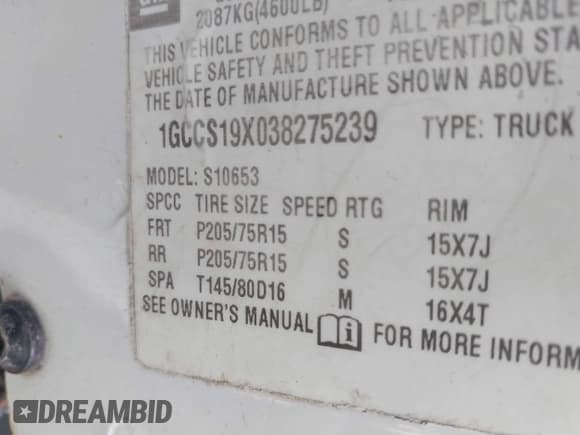 GM
2087KG(4600LB)
THIS VEHICLE CONFORMS TO ALL APPLICABLE
VEHICLE SAFETY AND THEFT PREVENTION STA
THE DATE OF MANUFACTURE SHOWN ABOVE.
1GCCS19X038275239 TYPE: TRUCK
MODEL: S10653
SPCC TIRE SIZE SPEED RTG RIM
FRT P205/75R15 S 15X7J
RR P205/75R15 S 15X7J
SPA T145/80D16 M 16X4T
SEE OWNER'S MANUAL i FOR MORE INFORM
DREAMBID